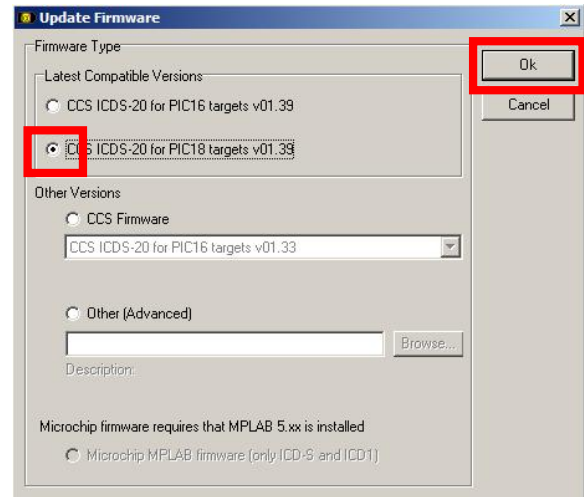 Update Firmware
Firmware Type
Latest Compatible Versions
CCS ICDS-20 for PIC16 targets v01.39
CCS ICDS-20 for PIC18 targets v01.39
Ok
Cancel
Other Versions
CCS Firmware
CCS ICDS-20 for PIC16 targets v01.33
Other (Advanced)
Browse...
Description:
Microchip firmware requires that MPLAB 5.xx is installed
Microchip MPLAB firmware (only ICD-S and ICD1)